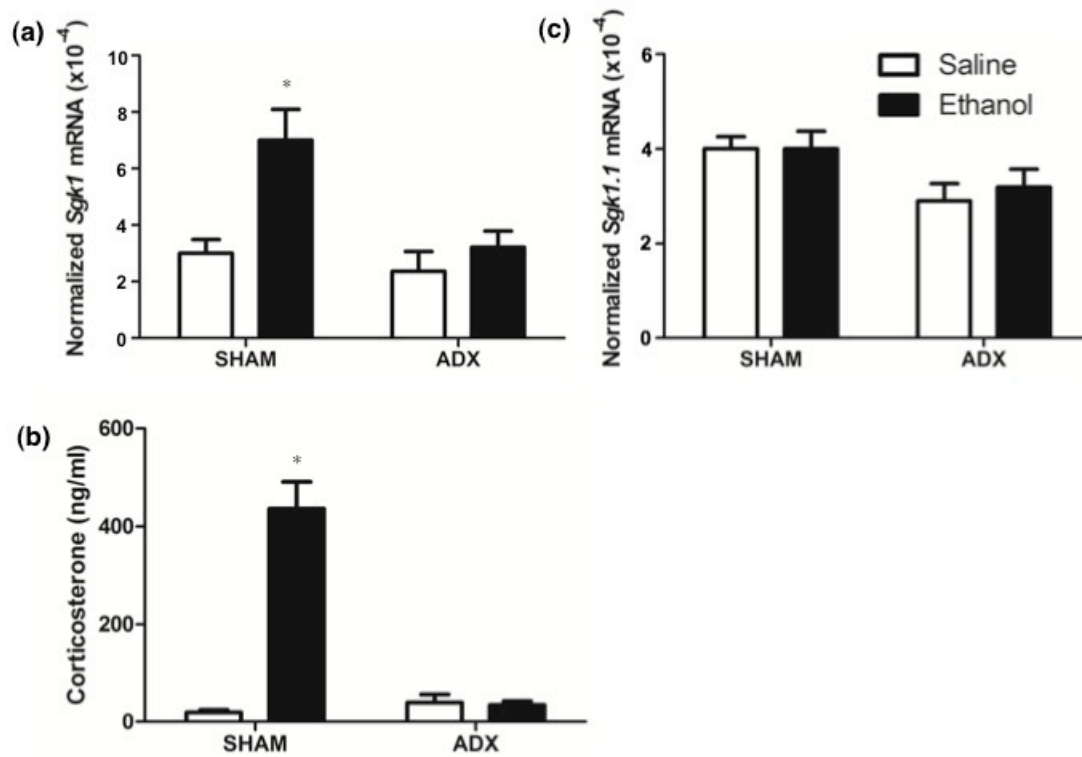 (a)
Normalized Sgk1 mRNA (x10⁻⁴)
10
8
6
4
2
0
*
SHAM
ADX
(c)
Normalized Sgk1.1 mRNA (x10⁻⁴)
6
4
2
0
Saline
Ethanol
SHAM
ADX
(b)
Corticosterone (ng/ml)
600
400
200
0
*
SHAM
ADX